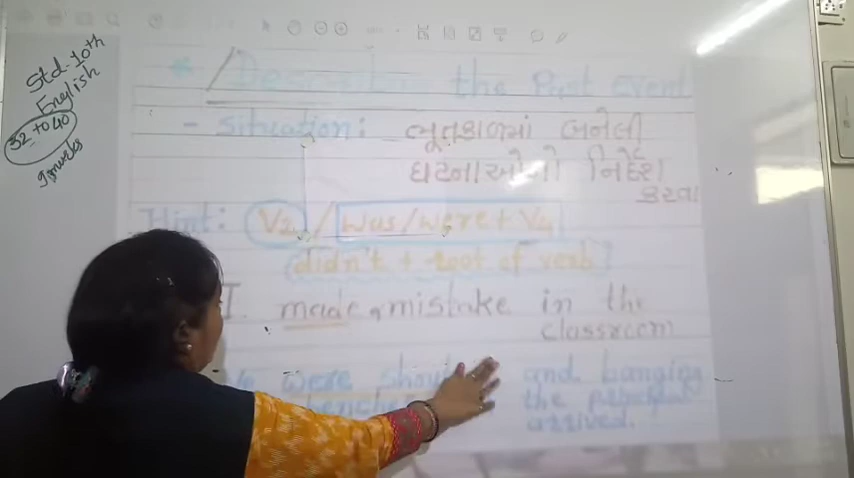 Std-10th
English
32 to 40
9 marks
* Describe the Past Event
- Situation: ભૂતકાળમાં બનેલી
ઘટનાઓનો નિર્દેશ
કરવા
Hint: V2 / was/were + V4
didn't + root of verb
I. made a mistake in the
classroom
We were and banging
the principal
arrived.